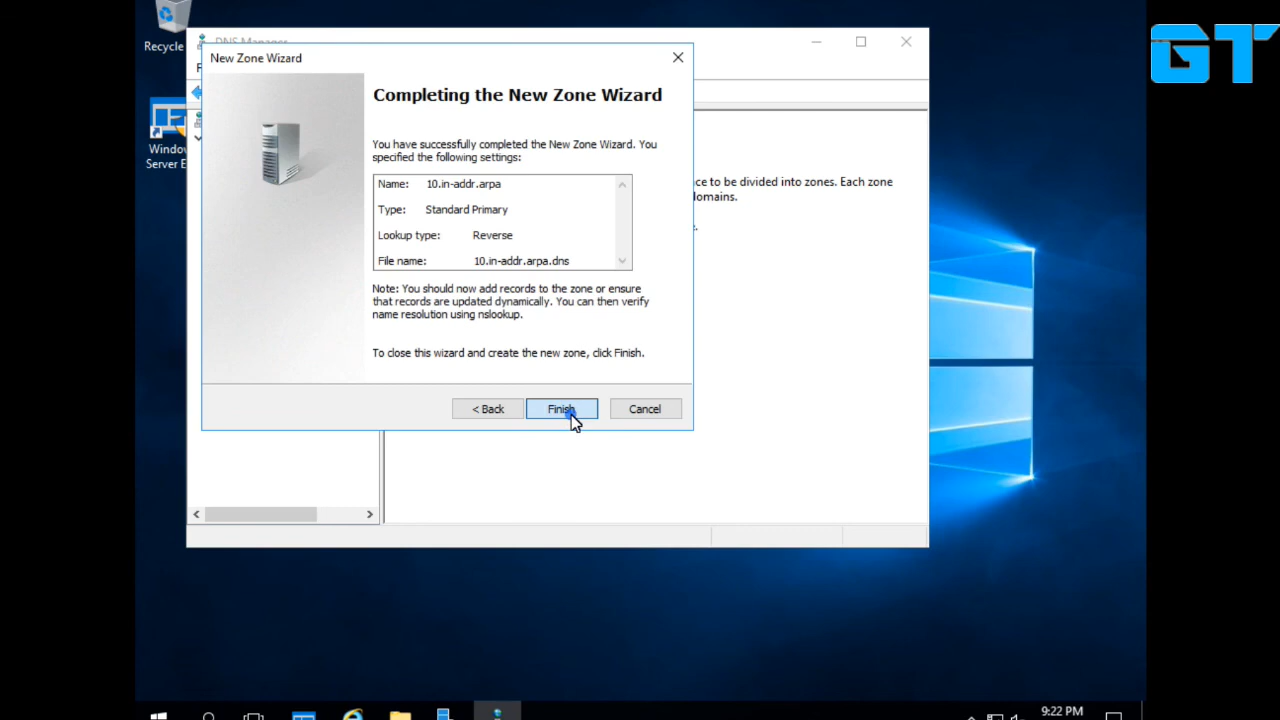 GT
Recycle
DNS Manager
New Zone Wizard
F
Completing the New Zone Wizard
You have successfully completed the New Zone Wizard. You
specified the following settings:
Name: 10.in-addr.arpa
Type: Standard Primary
Lookup type: Reverse
File name: 10.in-addr.arpa.dns
Note: You should now add records to the zone or ensure
that records are updated dynamically. You can then verify
name resolution using nslookup.
To close this wizard and create the new zone, click Finish.
< Back
Finish
Cancel
Window
Server E
ce to be divided into zones. Each zone
omains.
9:22 PM